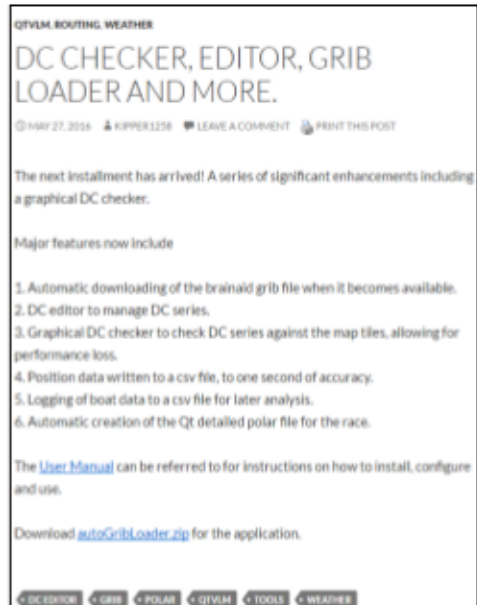 QTVLM, ROUTING, WEATHER
DC CHECKER, EDITOR, GRIB
LOADER AND MORE.
MAY 27, 2016 KIPPER1258 LEAVE A COMMENT PRINT THIS POST
The next installment has arrived! A series of significant enhancements including
a graphical DC checker.
Major features now include
1. Automatic downloading of the brainaid grib file when it becomes available.
2. DC editor to manage DC series.
3. Graphical DC checker to check DC series against the map tiles, allowing for
performance loss.
4. Position data written to a csv file, to one second of accuracy.
5. Logging of boat data to a csv file for later analysis.
6. Automatic creation of the Qt detailed polar file for the race.
The User Manual can be referred to for instructions on how to install, configure
and use.
Download autoGribLoader.zip for the application.
DC EDITOR GRIB POLAR QTVLM TOOLS WEATHER